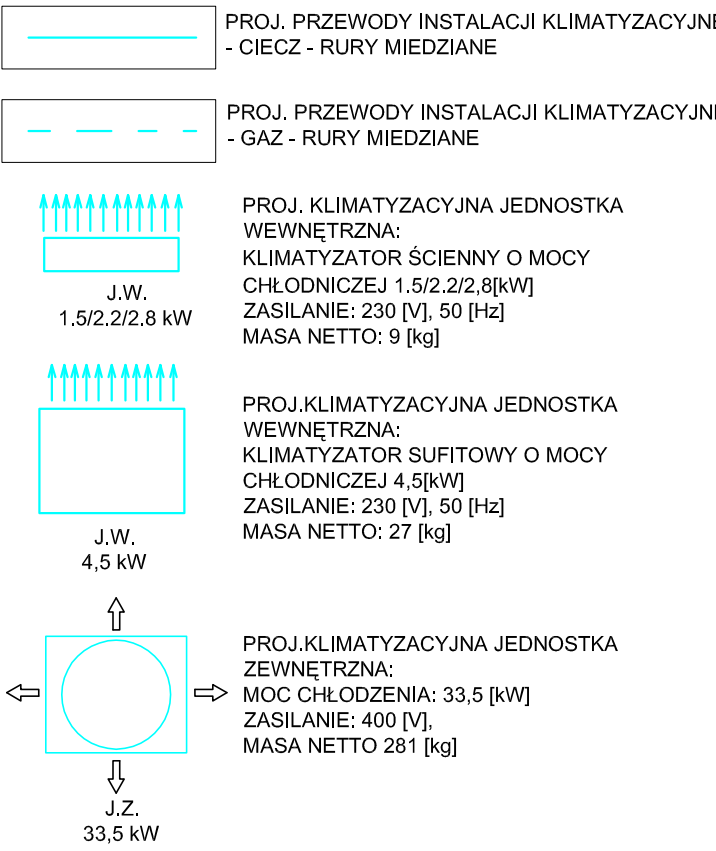 PROJ. PRZEWODY INSTALACJI KLIMATYZACYJNE
- CIECZ - RURY MIEDZIANE
PROJ. PRZEWODY INSTALACJI KLIMATYZACYJNE
- GAZ - RURY MIEDZIANE
PROJ. KLIMATYZACYJNA JEDNOSTKA
WEWNĘTRZNA:
KLIMATYZATOR ŚCIENNY O MOCY
CHŁODNICZEJ 1.5/2.2/2,8[kW]
ZASILANIE: 230 [V], 50 [Hz]
MASA NETTO: 9 [kg]
J.W.
1.5/2.2/2.8 kW
PROJ.KLIMATYZACYJNA JEDNOSTKA
WEWNĘTRZNA:
KLIMATYZATOR SUFITOWY O MOCY
CHŁODNICZEJ 4,5[kW]
ZASILANIE: 230 [V], 50 [Hz]
MASA NETTO: 27 [kg]
J.W.
4,5 kW
PROJ.KLIMATYZACYJNA JEDNOSTKA
ZEWNĘTRZNA:
MOC CHŁODZENIA: 33,5 [kW]
ZASILANIE: 400 [V],
MASA NETTO 281 [kg]
J.Z.
33,5 kW